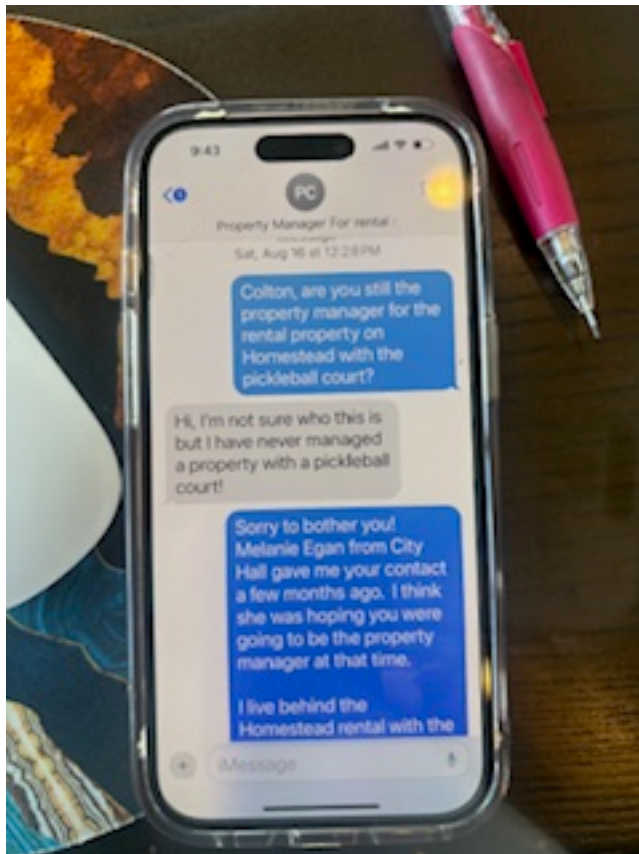 9:43
PC
Property Manager For rental
Sat, Aug 16 at 12:28 PM
Colton, are you still the
property manager for the
rental property on
Homestead with the
pickleball court?
Hi, I'm not sure who this is
but I have never managed
a property with a pickleball
court!
Sorry to bother you!
Melanie Egan from City
Hall gave me your contact
a few months ago. I think
she was hoping you were
going to be the property
manager at that time.
I live behind the
Homestead rental with the
iMessage